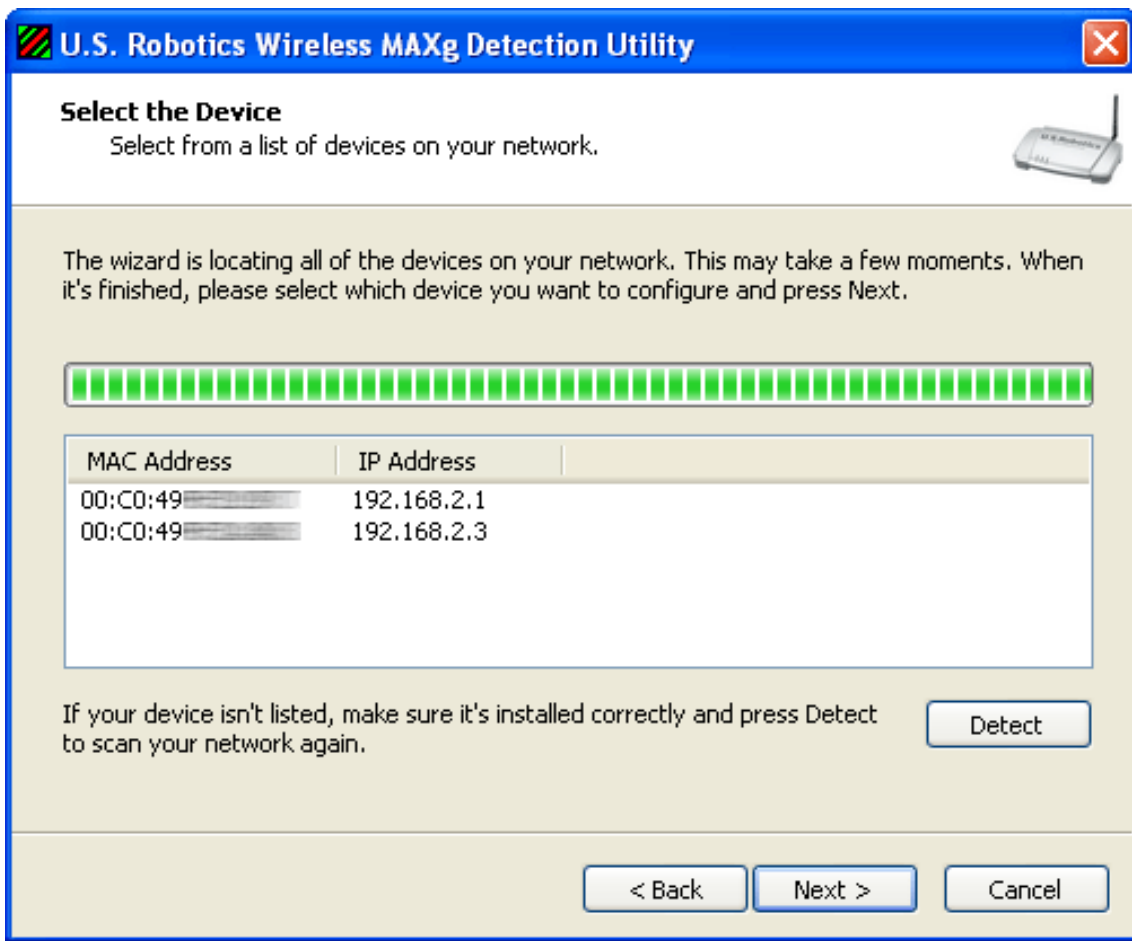 U.S. Robotics Wireless MAXg Detection Utility
Select the Device
Select from a list of devices on your network.
U.S.Robotics
The wizard is locating all of the devices on your network. This may take a few moments. When
it's finished, please select which device you want to configure and press Next.
MAC Address IP Address
00:C0:49 192.168.2.1
00:C0:49 192.168.2.3
If your device isn't listed, make sure it's installed correctly and press Detect
to scan your network again.
Detect
< Back Next > Cancel